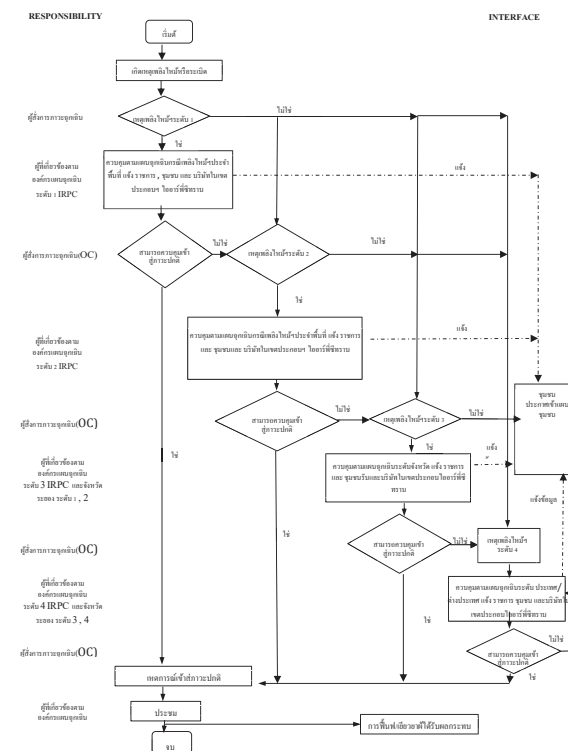 RESPONSIBILITY
INTERFACE
เริ่มต้
เกิดเหตุเพลิงไหม้หรือระเบิด
ผู้สั่งการภาวะฉุกเฉิน
เหตุเพลิงไหม้ฯระดับ 1
ไม่ใช่
ใช่
ผู้ที่เกี่ยวข้องตาม
องค์กรแผนฉุกเฉิน
ระดับ 1 IRPC
ควบคุมตามแผนฉุกเฉินกรณีเพลิงไหม้ฯประจำ
พื้นที่ แจ้ง ราชการ , ชุมชน และ บริษัทในเขต
ประกอบฯ ไออาร์พีซีทราบ
แจ้ง
ผู้สั่งการภาวะฉุกเฉิน(OC)
สามารถควบคุมเข้า
สู่ภาวะปกติ
ไม่ใช่
เหตุเพลิงไหม้ฯระดับ 2
ไม่ใช่
ใช่
ผู้ที่เกี่ยวข้องตาม
องค์กรแผนฉุกเฉิน
ระดับ 2 IRPC
ควบคุมตามแผนฉุกเฉินกรณีเพลิงไหม้ฯประจำพื้นที่ แจ้ง ราชการ
และ ชุมชนและ บริษัทในเขตประกอบฯ ไออาร์พีซีทราบ
แจ้ง
ชุมชน
ประกาศเข้าแผน
ชุมชน
ผู้สั่งการภาวะฉุกเฉิน(OC)
สามารถควบคุมเข้า
สู่ภาวะปกติ
ไม่ใช่
เหตุเพลิงไหม้ฯระดับ 3
ไม่ใช่
ใช่
แจ้ง
ใช่
ผู้ที่เกี่ยวข้องตาม
องค์กรแผนฉุกเฉิน
ระดับ 3 IRPC และจังหวัด
ระยอง ระดับ 1 , 2
ควบคุมตามแผนฉุกเฉินระดับจังหวัด แจ้ง ราชการ
และ ชุมชนรับและบริษัทในเขตประกอบไออาร์พีซี
ทราบ
แจ้งข้อมูล
ใช่
ผู้สั่งการภาวะฉุกเฉิน(OC)
สามารถควบคุมเข้า
สู่ภาวะปกติ
ไม่ใช่
เหตุเพลิงไหม้ฯ
ระดับ 4
ผู้ที่เกี่ยวข้องตาม
องค์กรแผนฉุกเฉิน
ระดับ 4 IRPC และจังหวัด
ระยอง ระดับ 3 , 4
ควบคุมตามแผนฉุกเฉินระดับ ประเทศ/
ต่างประเทศ แจ้ง ราชการ ชุมชน และบริษัทใน
เขตประกอบไออาร์พีซีทราบ
ใช่
ผู้สั่งการภาวะฉุกเฉิน(OC)
สามารถควบคุมเข้า
สู่ภาวะปกติ
ใช่
เหตการณ์เข้าสู่ภาวะปกติ
ผู้ที่เกี่ยวข้องตาม
องค์กรแผนฉุกเฉิน
ประชม
การฟื้นฟูเยียวยาผู้ได้รับผลกระทบ
จบ